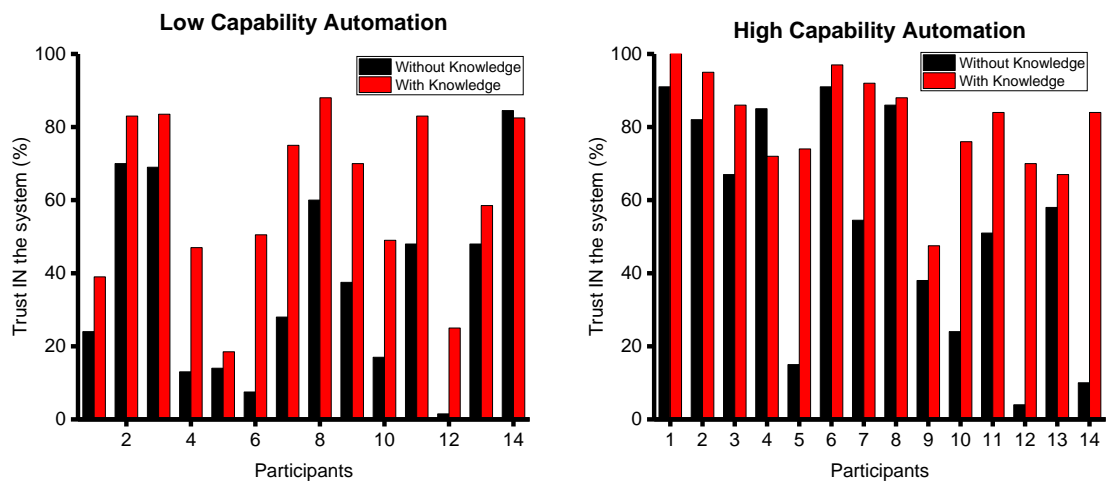 Low Capability Automation
Trust IN the system (%)
100
80
60
40
20
0
Without Knowledge
With Knowledge
2 4 6 8 10 12 14
Participants
High Capability Automation
Trust IN the system (%)
100
80
60
40
20
0
Without Knowledge
With Knowledge
1 2 3 4 5 6 7 8 9 10 11 12 13 14
Participants